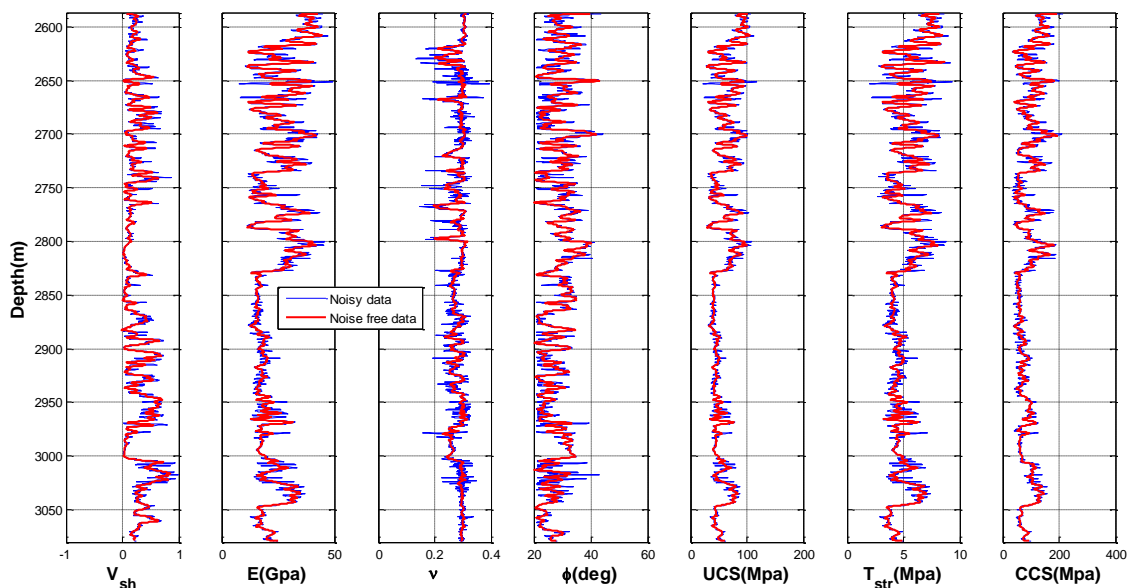 2600
2650
2700
2750
2800
2850
2900
2950
3000
3050
Depth(m)
Noisy data
Noise free data
-1 0 1
0 50
0 0.2 0.4
20 40 60
0 100 200
0 5 10
0 200 400
V_sh
E(Gpa)
ν
ϕ(deg)
UCS(Mpa)
T_str(Mpa)
CCS(Mpa)